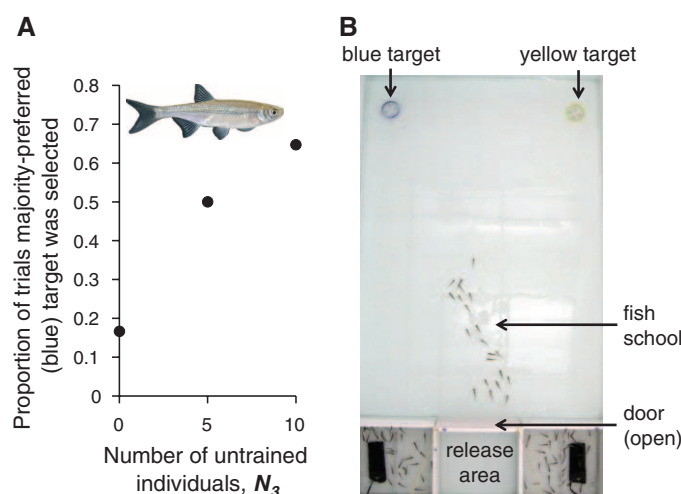 A
Proportion of trials majority-preferred
(blue) target was selected
0.8
0.7
0.6
0.5
0.4
0.3
0.2
0.1
0
0
5
10
Number of untrained
individuals, N₃
B
blue target
yellow target
fish
school
door
(open)
release
area